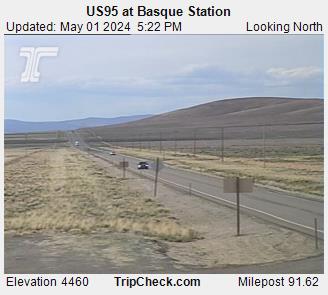 US95 at Basque Station
Updated: May 01 2024 5:22 PM Looking North
Elevation 4460 TripCheck.com Milepost 91.62